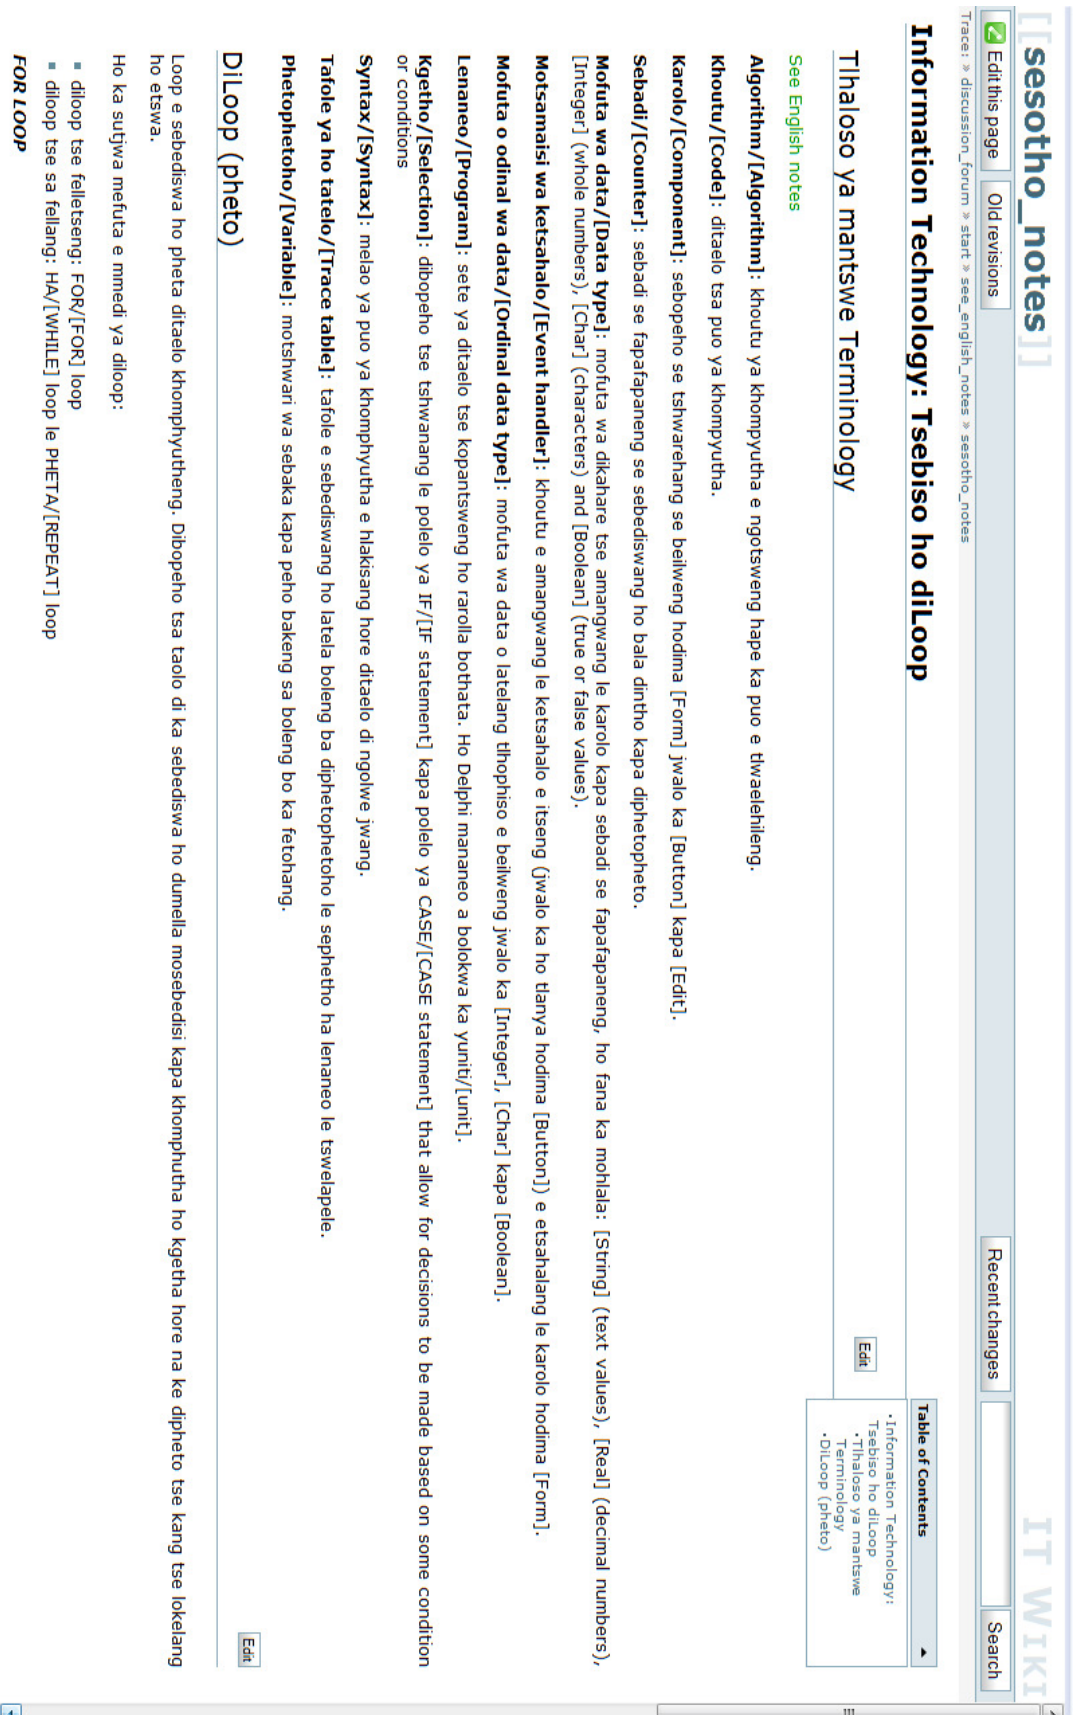 [[sesotho_notes]]
IT WIKI
Edit this page
Old revisions
Recent changes
Search
Trace: » discussion_forum » start » see_english_notes » sesotho_notes
Table of Contents
•Information Technology:
Tsebiso ho diLoop
•Tlhaloso ya mantswe
Terminology
•DiLoop (pheto)
Information Technology: Tsebiso ho diLoop
Edit
Tlhaloso ya mantswe Terminology
See English notes
Algorithm/[Algorithm]: khoutu ya khompyutha e ngotsweng hape ka puo e tlwaelehileng.
Khoutu/[Code]: ditaelo tsa puo ya khompyutha.
Karolo/[Component]: sebopeho se tshwarehang se beilweng hodima [Form] jwalo ka [Button] kapa [Edit].
Sebadi/[Counter]: sebadi se fapafapaneng se sebediswang ho bala dintho kapa diphetopheto.
Mofuta wa data/[Data type]: mofuta wa dikahare tse amangwang le karolo kapa sebadi se fapafapaneng, ho fana ka mohlala: [String] (text values), [Real] (decimal numbers),
[Integer] (whole numbers), [Char] (characters) and [Boolean] (true or false values).
Motsamaisi wa ketsahalo/[Event handler]: khoutu e amangwang le ketsahalo e itseng (jwalo ka ho tlanya hodima [Button]) e etsahalang le karolo hodima [Form].
Mofuta o odinal wa data/[Ordinal data type]: mofuta wa data o latelang tlhophiso e beilweng jwalo ka [Integer], [Char] kapa [Boolean].
Lenaneo/[Program]: sete ya ditaelo tse kopantsweng ho rarolla bothata. Ho Delphi mananeo a bolokwa ka yuniti/[unit].
Kgetho/[Selection]: dibopeho tse tshwanang le polelo ya IF/[IF statement] kapa polelo ya CASE/[CASE statement] that allow for decisions to be made based on some condition
or conditions
Syntax/[Syntax]: melao ya puo ya khomphyutha e hlakisang hore ditaelo di ngolwe jwang.
Tafole ya ho tatelo/[Trace table]: tafole e sebediswang ho latela boleng ba diphetophetoho le sephetho ha lenaneo le tswelapele.
Phetophetoho/[Variable]: motshwari wa sebaka kapa peho bakeng sa boleng bo ka fetohang.
Edit
DiLoop (pheto)
Loop e sebediswa ho pheta ditaelo khomphyutheng. Dibopeho tsa taolo di ka sebediswa ho dumella mosebedisi kapa khomphutha ho kgetha hore na ke dipheto tse kang tse lokelang
ho etswa.
Ho ka sutjwa mefuta e mmedi ya diloop:
▪ diloop tse felletseng: FOR/[FOR] loop
▪ diloop tse sa fellang: HA/[WHILE] loop le PHETA/[REPEAT] loop
FOR LOOP